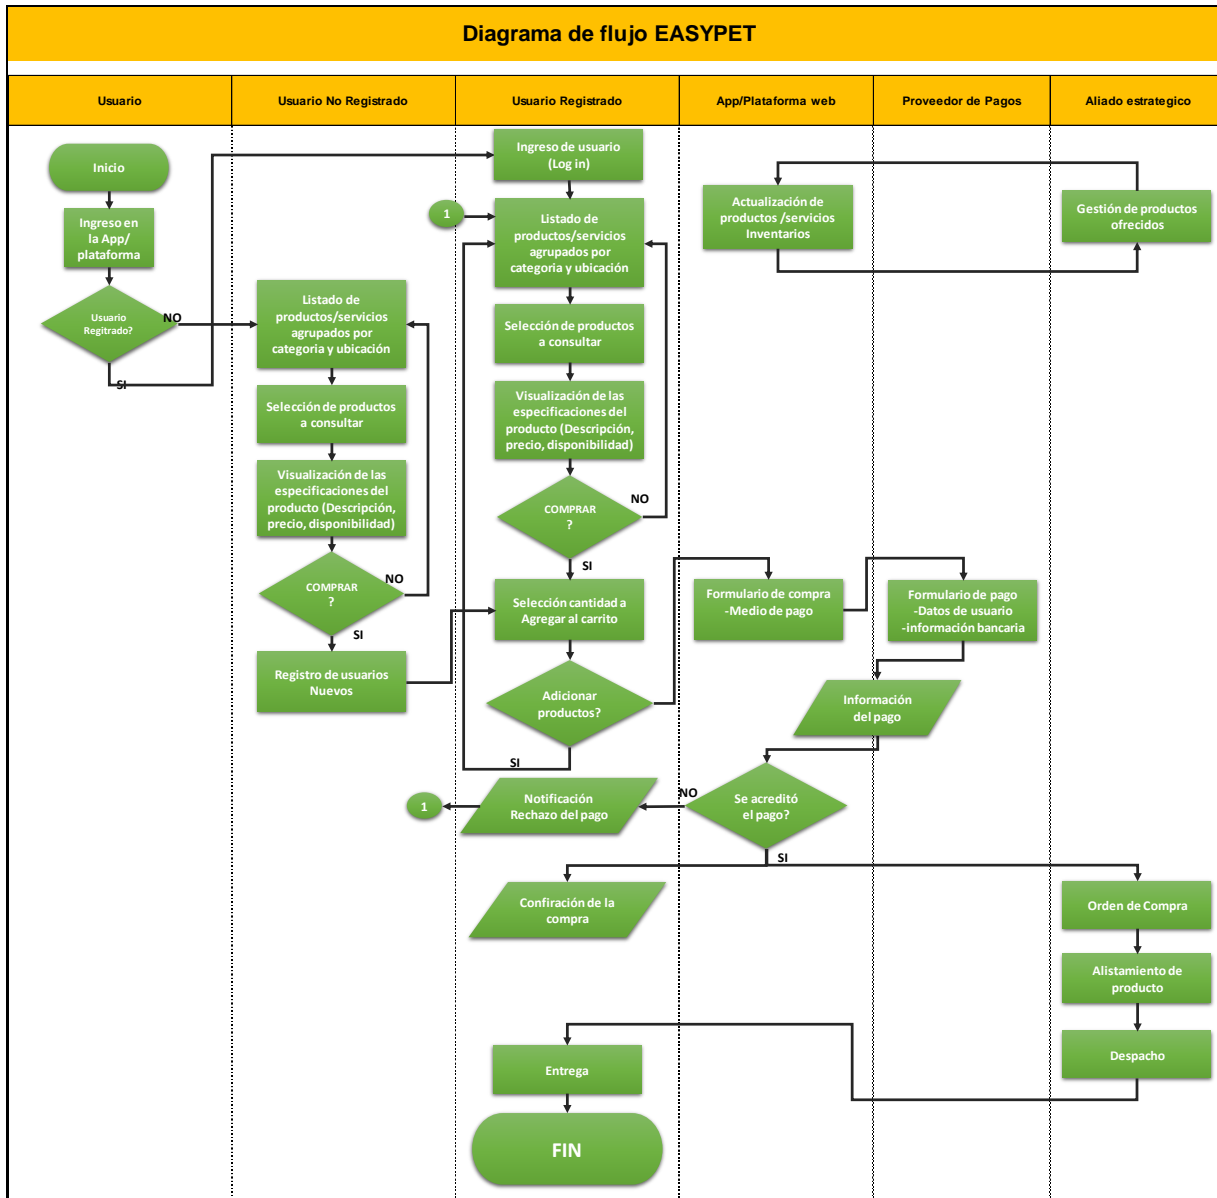 Diagrama de flujo EASYPET
Usuario
Usuario No Registrado
Usuario Registrado
App/Plataforma web
Proveedor de Pagos
Aliado estrategico
Inicio
Ingreso en
la App/
plataforma
Usuario
Regitrado?
NO
SI
Listado de
productos/servicios
agrupados por
categoria y ubicación
Selección de productos
a consultar
Visualización de las
especificaciones del
producto (Descripción,
precio, disponibilidad)
COMPRAR
?
NO
SI
Registro de usuarios
Nuevos
Ingreso de usuario
(Log in)
1
Listado de
productos/servicios
agrupados por
categoria y ubicación
Selección de productos
a consultar
Visualización de las
especificaciones del
producto (Descripción,
precio, disponibilidad)
COMPRAR
?
NO
SI
Selección cantidad a
Agregar al carrito
Adicionar
productos?
SI
Actualización de
productos /servicios
Inventarios
Gestión de productos
ofrecidos
Formulario de compra
-Medio de pago
Formulario de pago
-Datos de usuario
-información bancaria
Información
del pago
Se acreditó
el pago?
NO
SI
Notificación
Rechazo del pago
1
Confiración de la
compra
Orden de Compra
Alistamiento de
producto
Despacho
Entrega
FIN